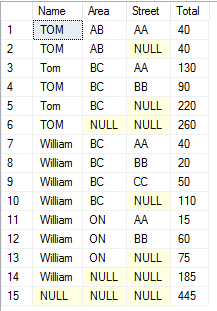 Name Area Street Total
1 TOM AB AA 40
2 TOM AB NULL 40
3 Tom BC AA 130
4 TOM BC BB 90
5 Tom BC NULL 220
6 TOM NULL NULL 260
7 William BC AA 40
8 William BC BB 20
9 William BC CC 50
10 William BC NULL 110
11 William ON AA 15
12 William ON BB 60
13 William ON NULL 75
14 William NULL NULL 185
15 NULL NULL NULL 445